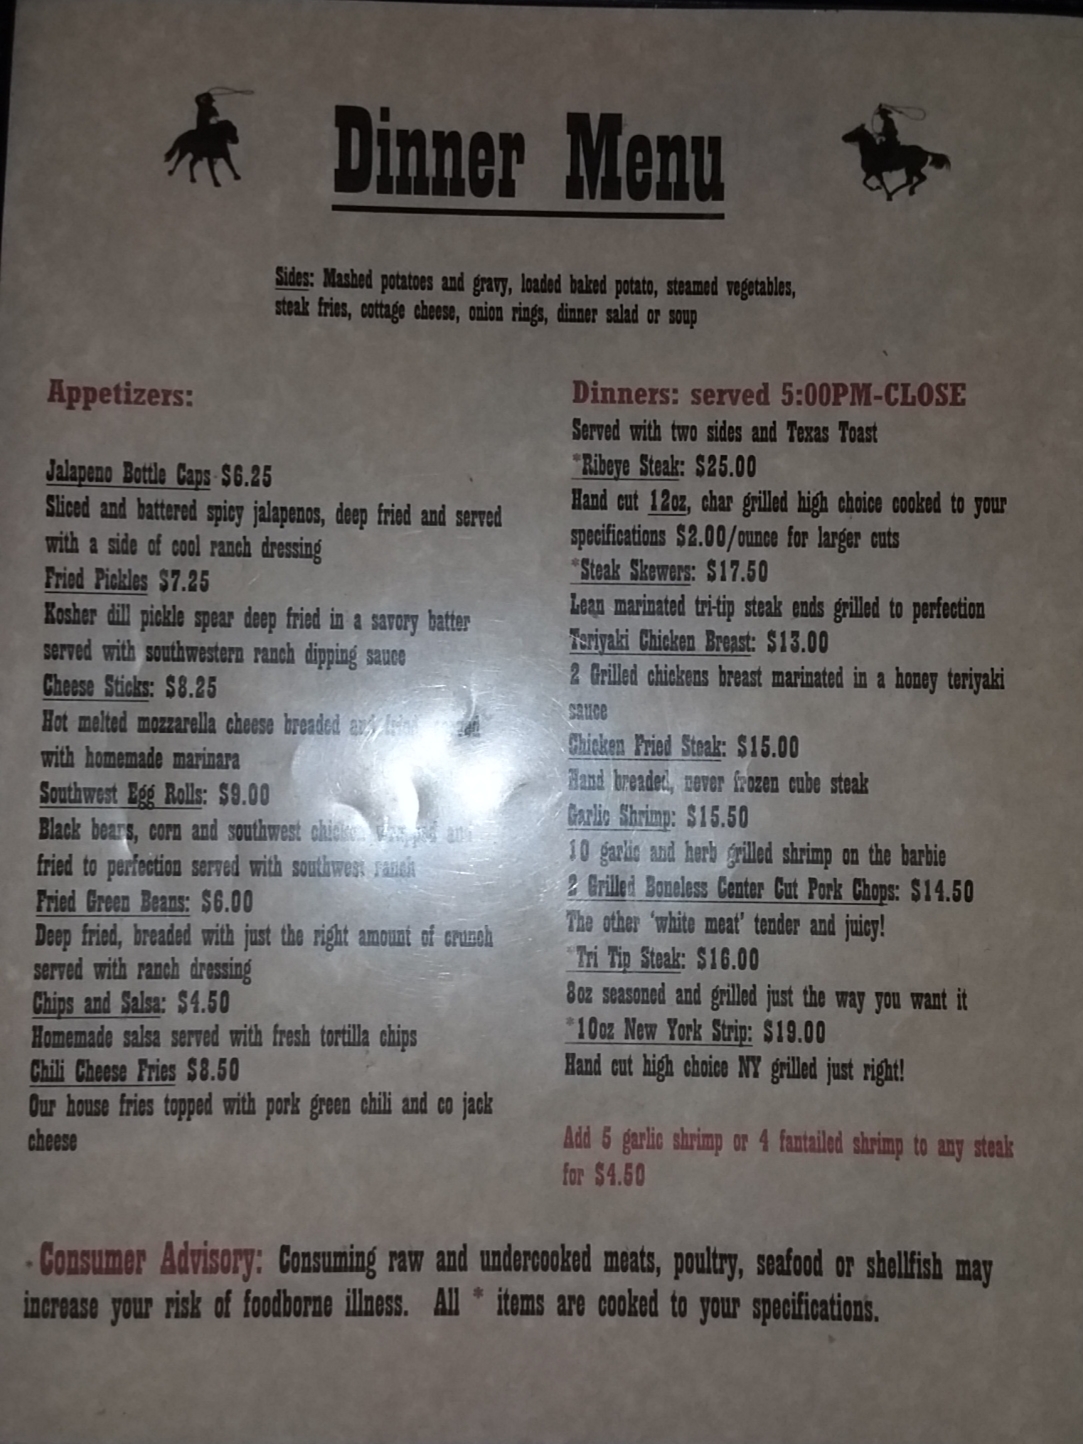 Dinner Menu
Sides: Mashed potatoes and gravy, loaded baked potato, steamed vegetables,
steak fries, cottage cheese, onion rings, dinner salad or soup
Appetizers:
Jalapeno Bottle Caps $6.25
Sliced and battered spicy jalapenos, deep fried and served
with a side of cool ranch dressing
Fried Pickles $7.25
Kosher dill pickle spear deep fried in a savory batter
served with southwestern ranch dipping sauce
Cheese Sticks: $8.25
Hot melted mozzarella cheese breaded and fried
with homemade marinara
Southwest Egg Rolls: $9.00
Black beans, corn and southwest chicken wrapped and
fried to perfection served with southwest ranch
Fried Green Beans: $6.00
Deep fried, breaded with just the right amount of crunch
served with ranch dressing
Chips and Salsa: $4.50
Homemade salsa served with fresh tortilla chips
Chili Cheese Fries $8.50
Our house fries topped with pork green chili and co jack
cheese
Dinners: served 5:00PM-CLOSE
Served with two sides and Texas Toast
*Ribeye Steak: $25.00
Hand cut 12oz, char grilled high choice cooked to your
specifications $2.00/ounce for larger cuts
*Steak Skewers: $17.50
Lean marinated tri-tip steak ends grilled to perfection
Teriyaki Chicken Breast: $13.00
2 Grilled chickens breast marinated in a honey teriyaki
sauce
Chicken Fried Steak: $15.00
Hand breaded, never frozen cube steak
Garlic Shrimp: $15.50
10 garlic and herb grilled shrimp on the barbie
2 Grilled Boneless Center Cut Pork Chops: $14.50
The other 'white meat' tender and juicy!
*Tri Tip Steak: $16.00
8oz seasoned and grilled just the way you want it
*10oz New York Strip: $19.00
Hand cut high choice NY grilled just right!
Add 5 garlic shrimp or 4 fantailed shrimp to any steak
for $4.50
* Consumer Advisory: Consuming raw and undercooked meats, poultry, seafood or shellfish may
increase your risk of foodborne illness. All * items are cooked to your specifications.